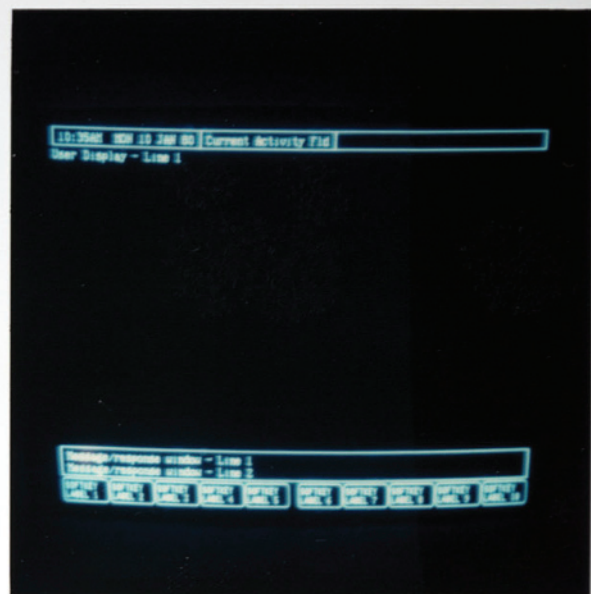 10:35AM MON 10 JAN 80 Current Activity Fld
User Display - Line 1
Message/response window - Line 1
Message/response window - Line 2
SOFTKEY SOFTKEY SOFTKEY SOFTKEY SOFTKEY SOFTKEY SOFTKEY SOFTKEY SOFTKEY SOFTKEY
LABEL 1 LABEL 2 LABEL 3 LABEL 4 LABEL 5 LABEL 6 LABEL 7 LABEL 8 LABEL 9 LABEL 10